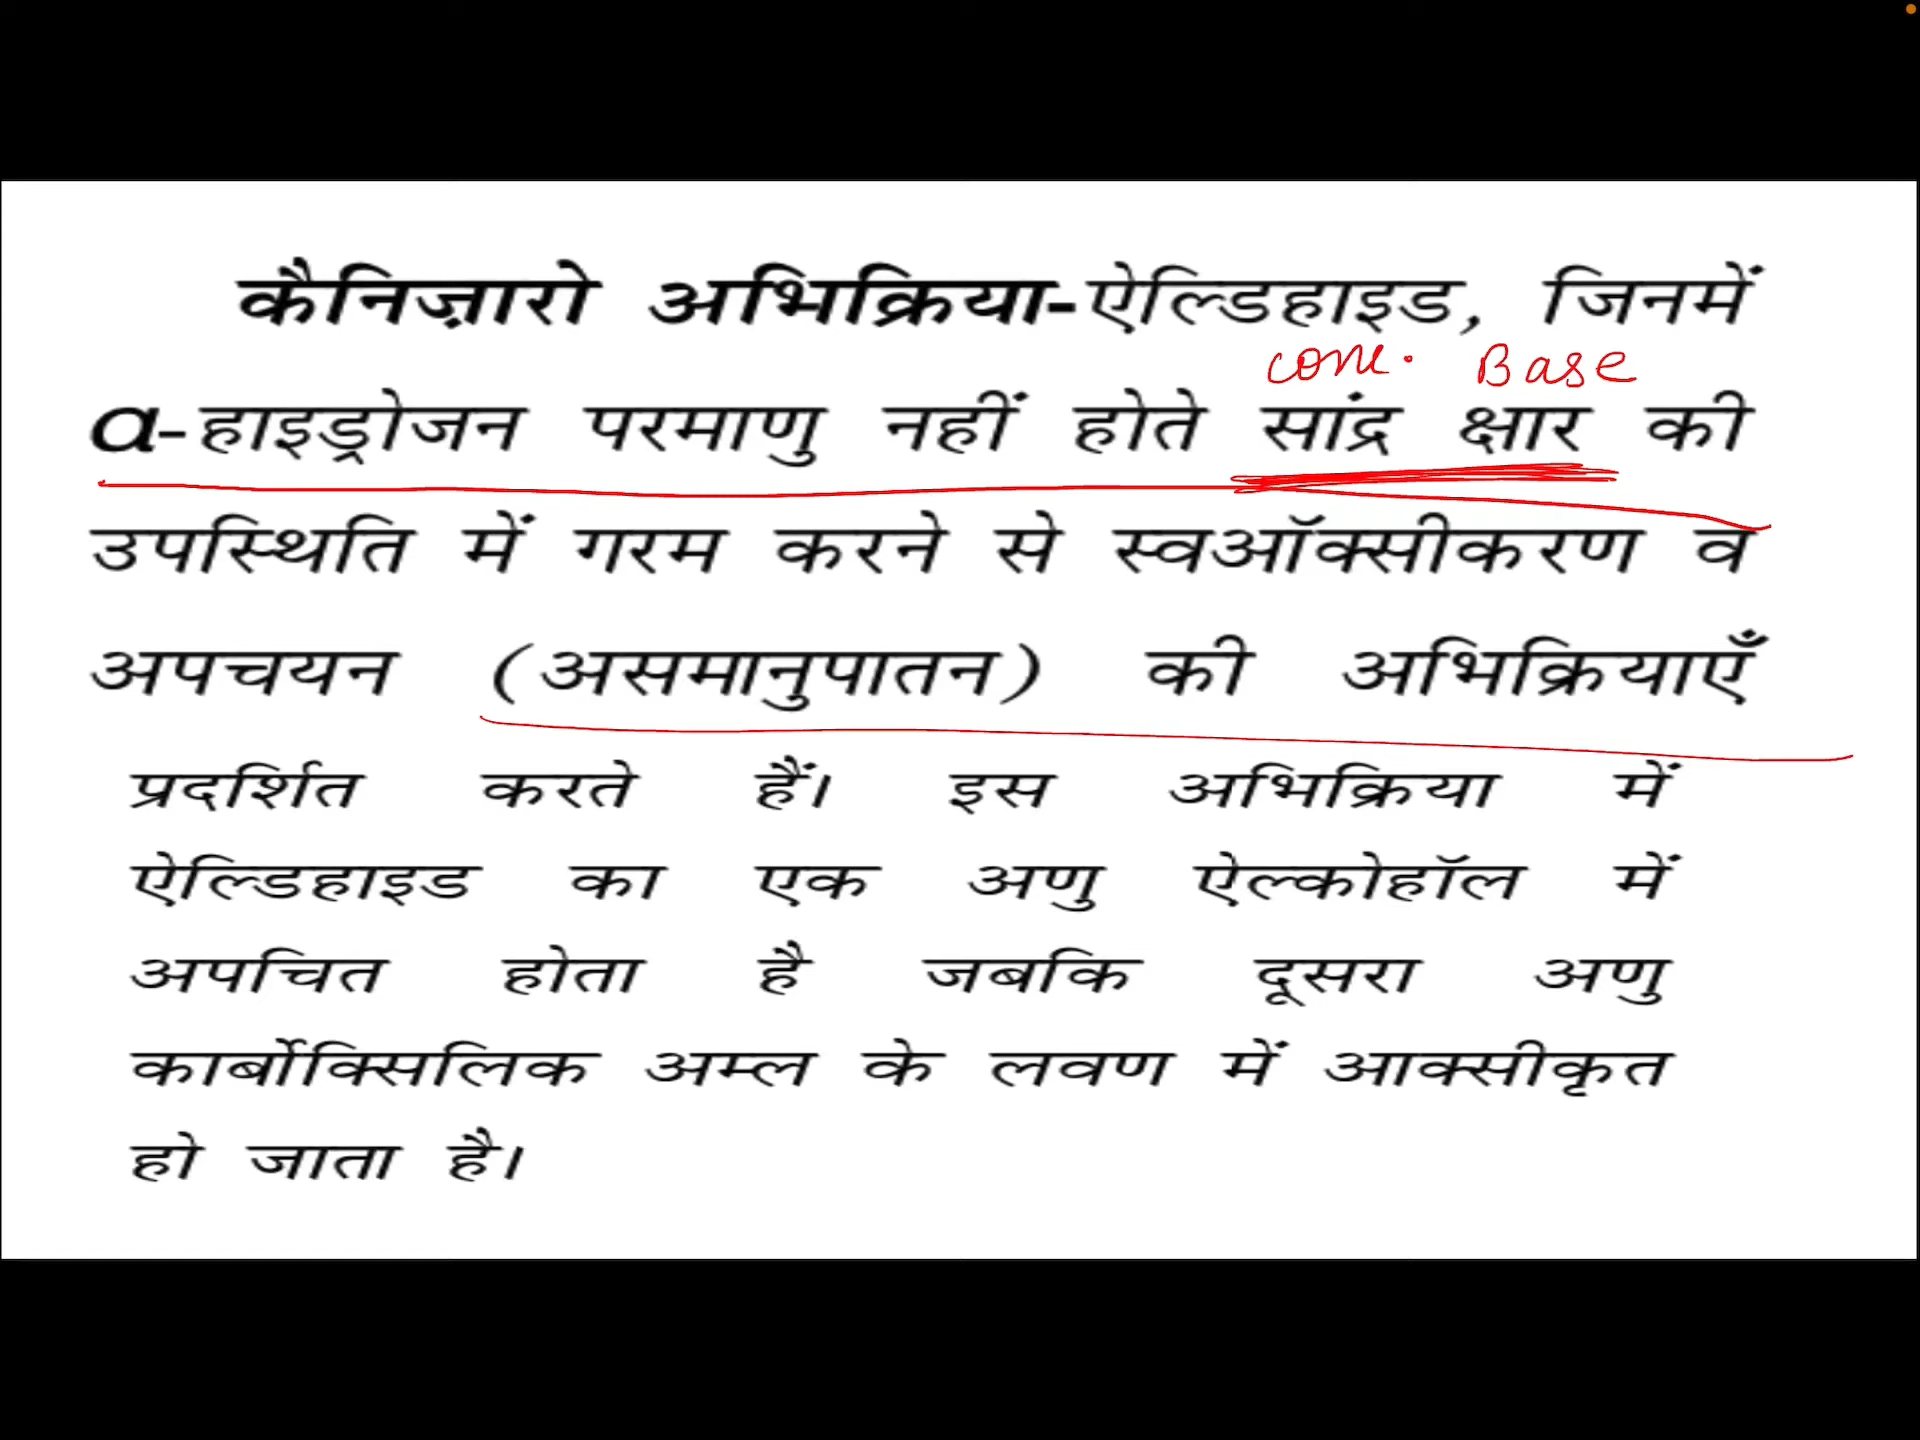 कैनिज़ारो अभिक्रिया-ऐल्डिहाइड, जिनमें
conc. Base
α-हाइड्रोजन परमाणु नहीं होते सांद्र क्षार की
उपस्थिति में गरम करने से स्वऑक्सीकरण व
अपचयन (असमानुपातन) की अभिक्रियाएँ
प्रदर्शित करते हैं। इस अभिक्रिया में
ऐल्डिहाइड का एक अणु ऐल्कोहॉल में
अपचित होता है जबकि दूसरा अणु
कार्बोक्सिलिक अम्ल के लवण में आक्सीकृत
हो जाता है।